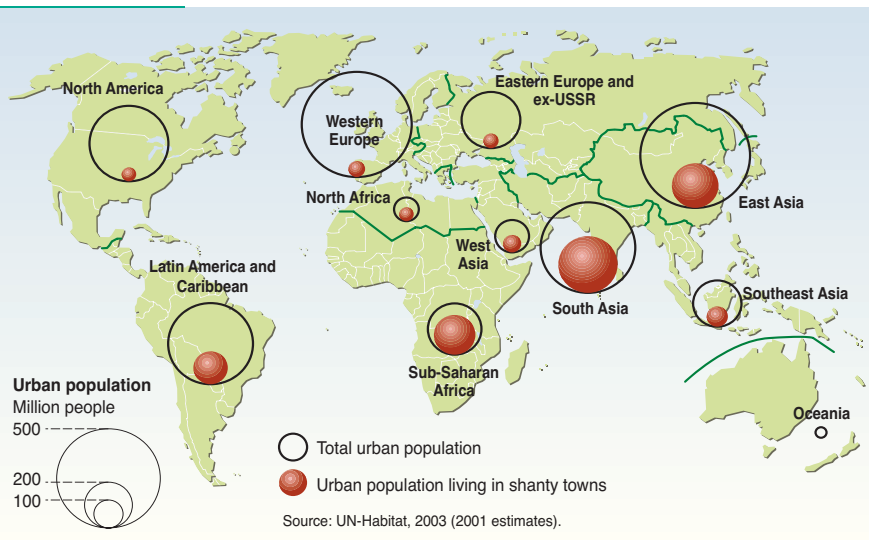 North America
Western
Europe
Eastern Europe and
ex-USSR
North Africa
West
Asia
East Asia
South Asia
Southeast Asia
Latin America and
Caribbean
Sub-Saharan
Africa
Oceania
Urban population
Million people
500
200
100
Total urban population
Urban population living in shanty towns
Source: UN-Habitat, 2003 (2001 estimates).